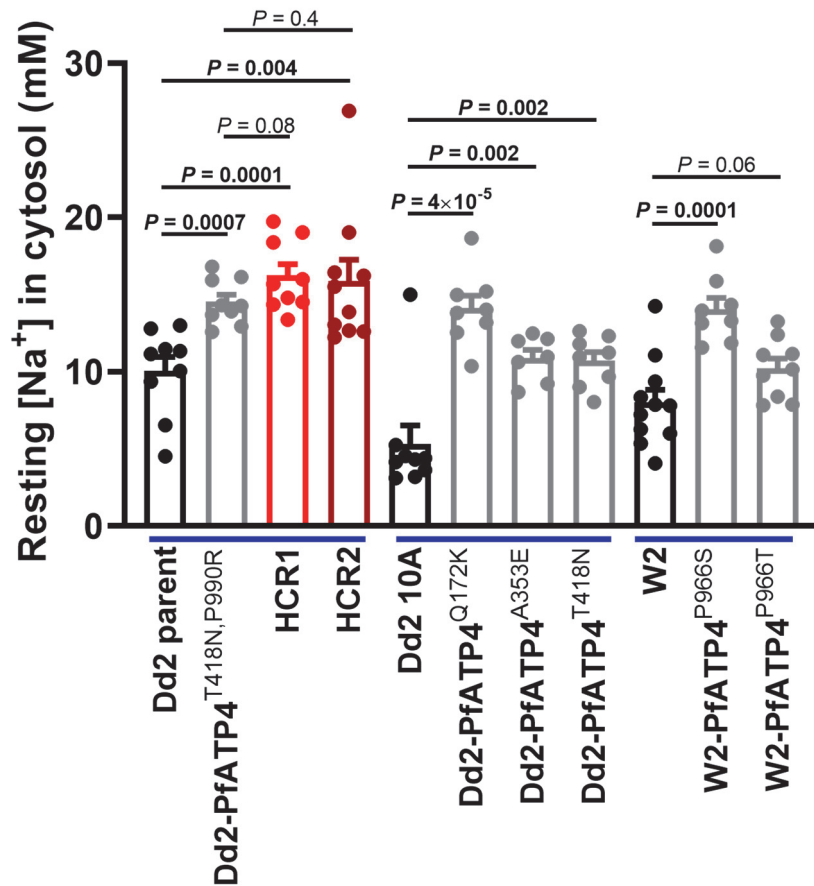 P = 0.4
30
P = 0.004
P = 0.002
P = 0.08
P = 0.002
P = 0.06
P = 0.0001
P = 4×10⁻⁵
P = 0.0001
P = 0.0007
20
10
0
Resting [Na⁺] in cytosol (mM)
Dd2 parent
Dd2-PfATP4T418N,P990R
HCR1
HCR2
Dd2 10A
Dd2-PfATP4Q172K
Dd2-PfATP4A353E
Dd2-PfATP4T418N
W2
W2-PfATP4P966S
W2-PfATP4P966T